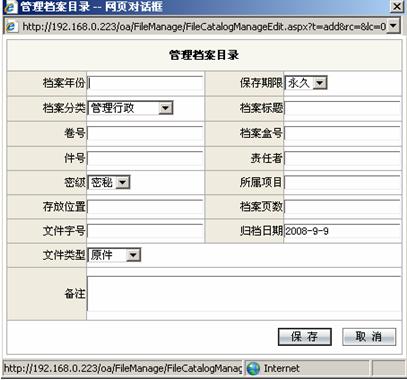 管理档案目录 -- 网页对话框
http://192.168.0.223/oa/FileManage/FileCatalogManageEdit.aspx?t=add&rc=&lc=0
管理档案目录
档案年份 保存期限 永久
档案分类 管理行政 档案标题
卷号 档案盒号
件号 责任者
密级 密秘 所属项目
存放位置 档案页数
文件字号 归档日期 2008-9-9
文件类型 原件
备注
保 存 取 消
http://192.168.0.223/oa/FileManage/FileCatalogManag Internet